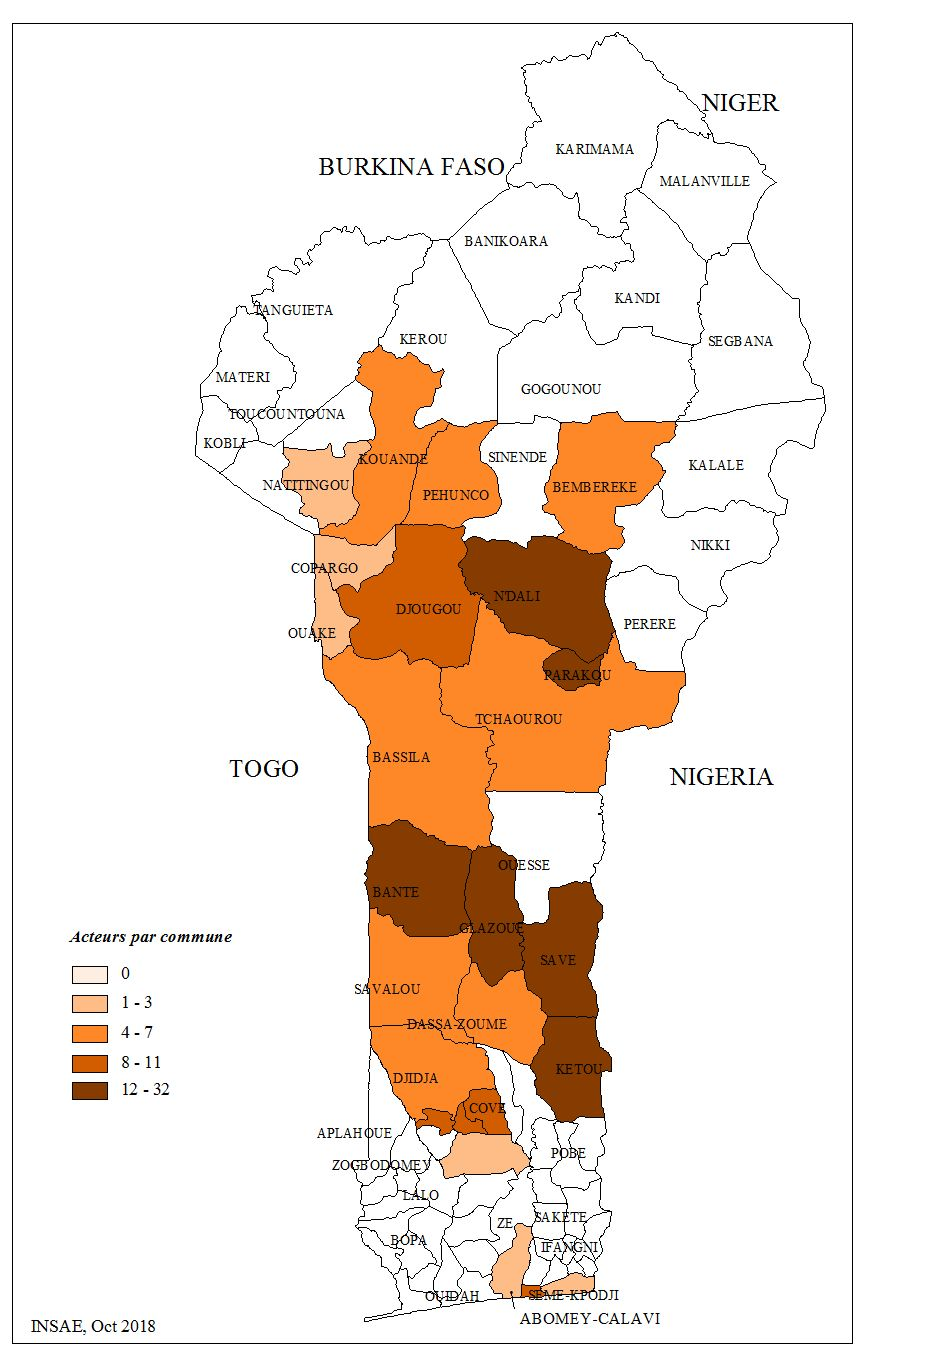 NIGER
KARIMAMA
BURKINA FASO
MALANVILLE
BANIKOARA
KANDI
TANGUIETA
KEROU
SEGBANA
MATERI
GOGOUNOU
TOUCOUNTOUNA
KOBLI
KOUANDE
SINENDE
KALALE
NATITINGOU
PEHUNCO
BEMBEREKE
NIKKI
COPARGO
N'DALI
DJOUGOU
PERERE
OUAKE
PARAKOU
TCHAOUROU
BASSILA
TOGO
NIGERIA
OUESSE
BANTE
GLAZOUE
SAVE
SAVALOU
DASSA-ZOUME
KETOU
DJIDJA
COVE
APLAHOUE
POBE
ZOGBODOMEY
LALO
ZE
SAKETE
BOPA
IFANGNI
OUIDAH
SEME-KPODJI
ABOMEY-CALAVI
Acteurs par commune
0
1 - 3
4 - 7
8 - 11
12 - 32
INSAE, Oct 2018